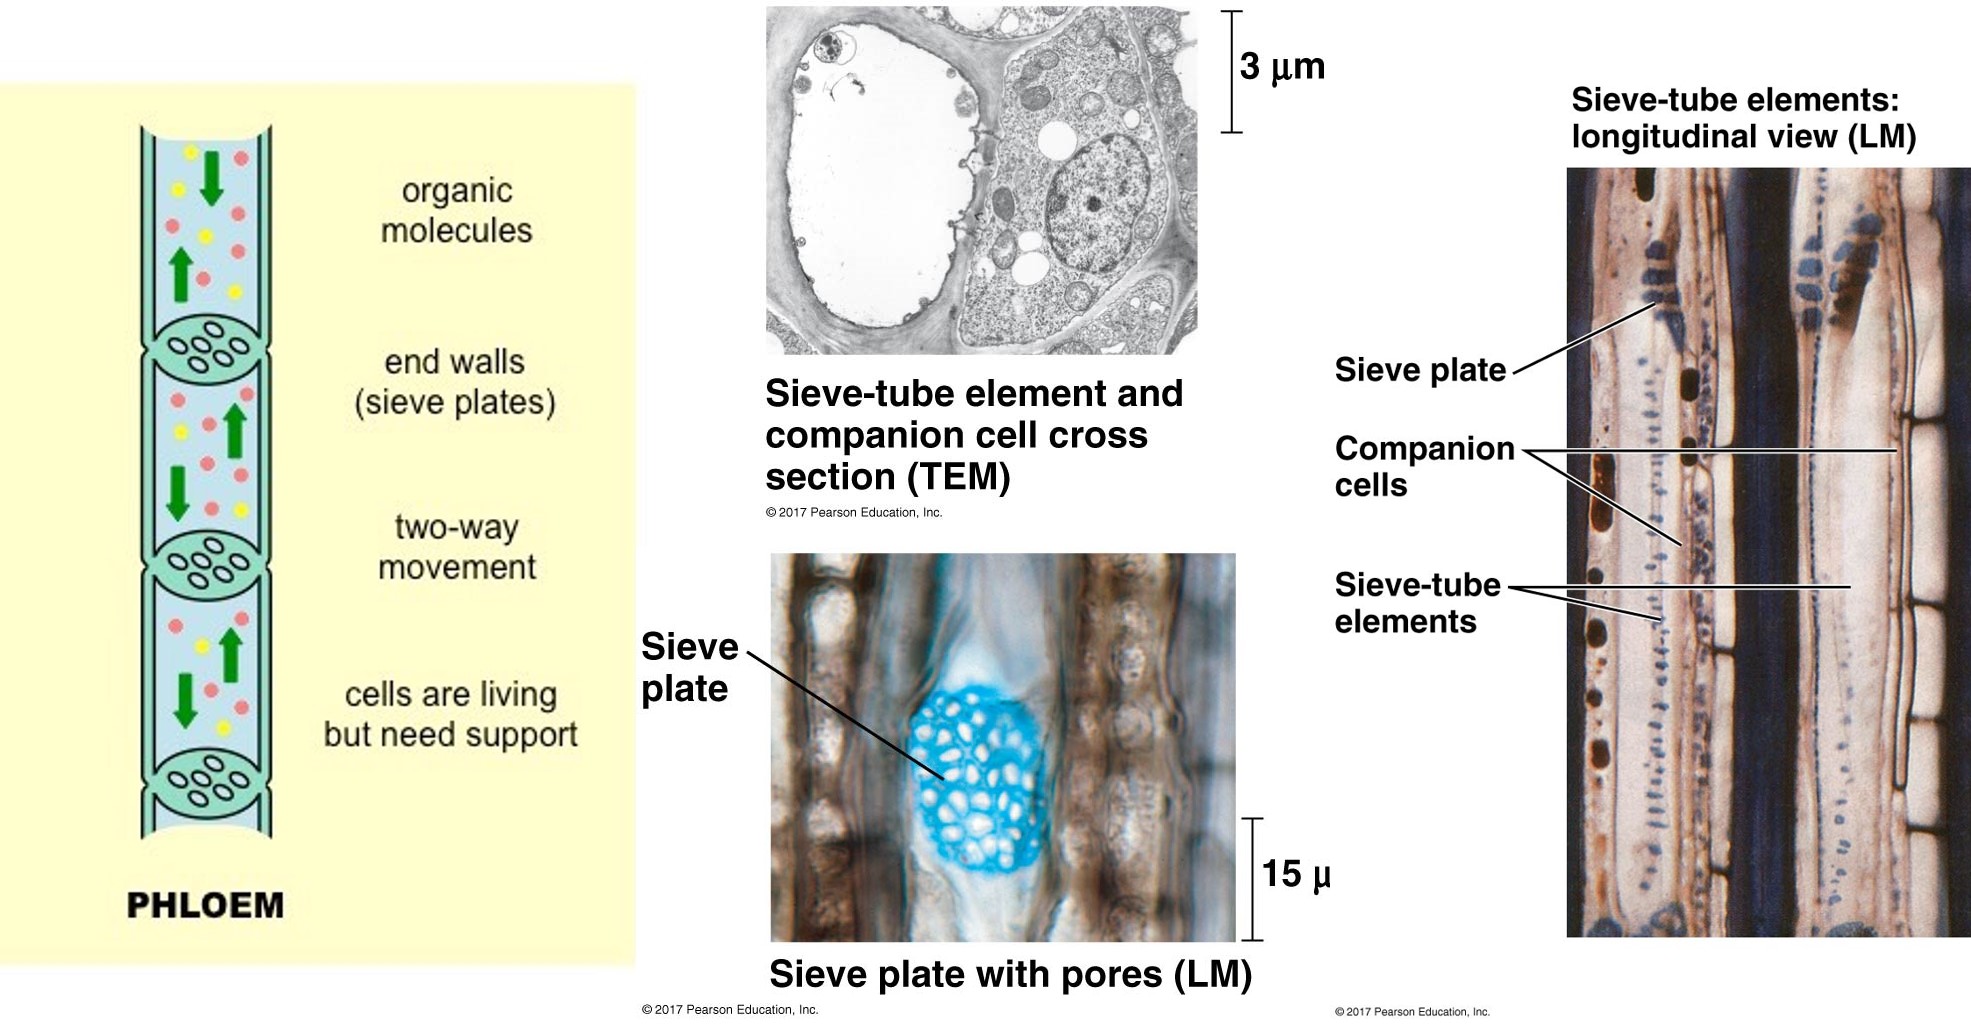 organic
molecules
end walls
(sieve plates)
two-way
movement
cells are living
but need support
PHLOEM
3 μm
Sieve-tube element and
companion cell cross
section (TEM)
© 2017 Pearson Education, Inc.
Sieve
plate
15 μ
Sieve plate with pores (LM)
© 2017 Pearson Education, Inc.
Sieve-tube elements:
longitudinal view (LM)
Sieve plate
Companion
cells
Sieve-tube
elements
© 2017 Pearson Education, Inc.